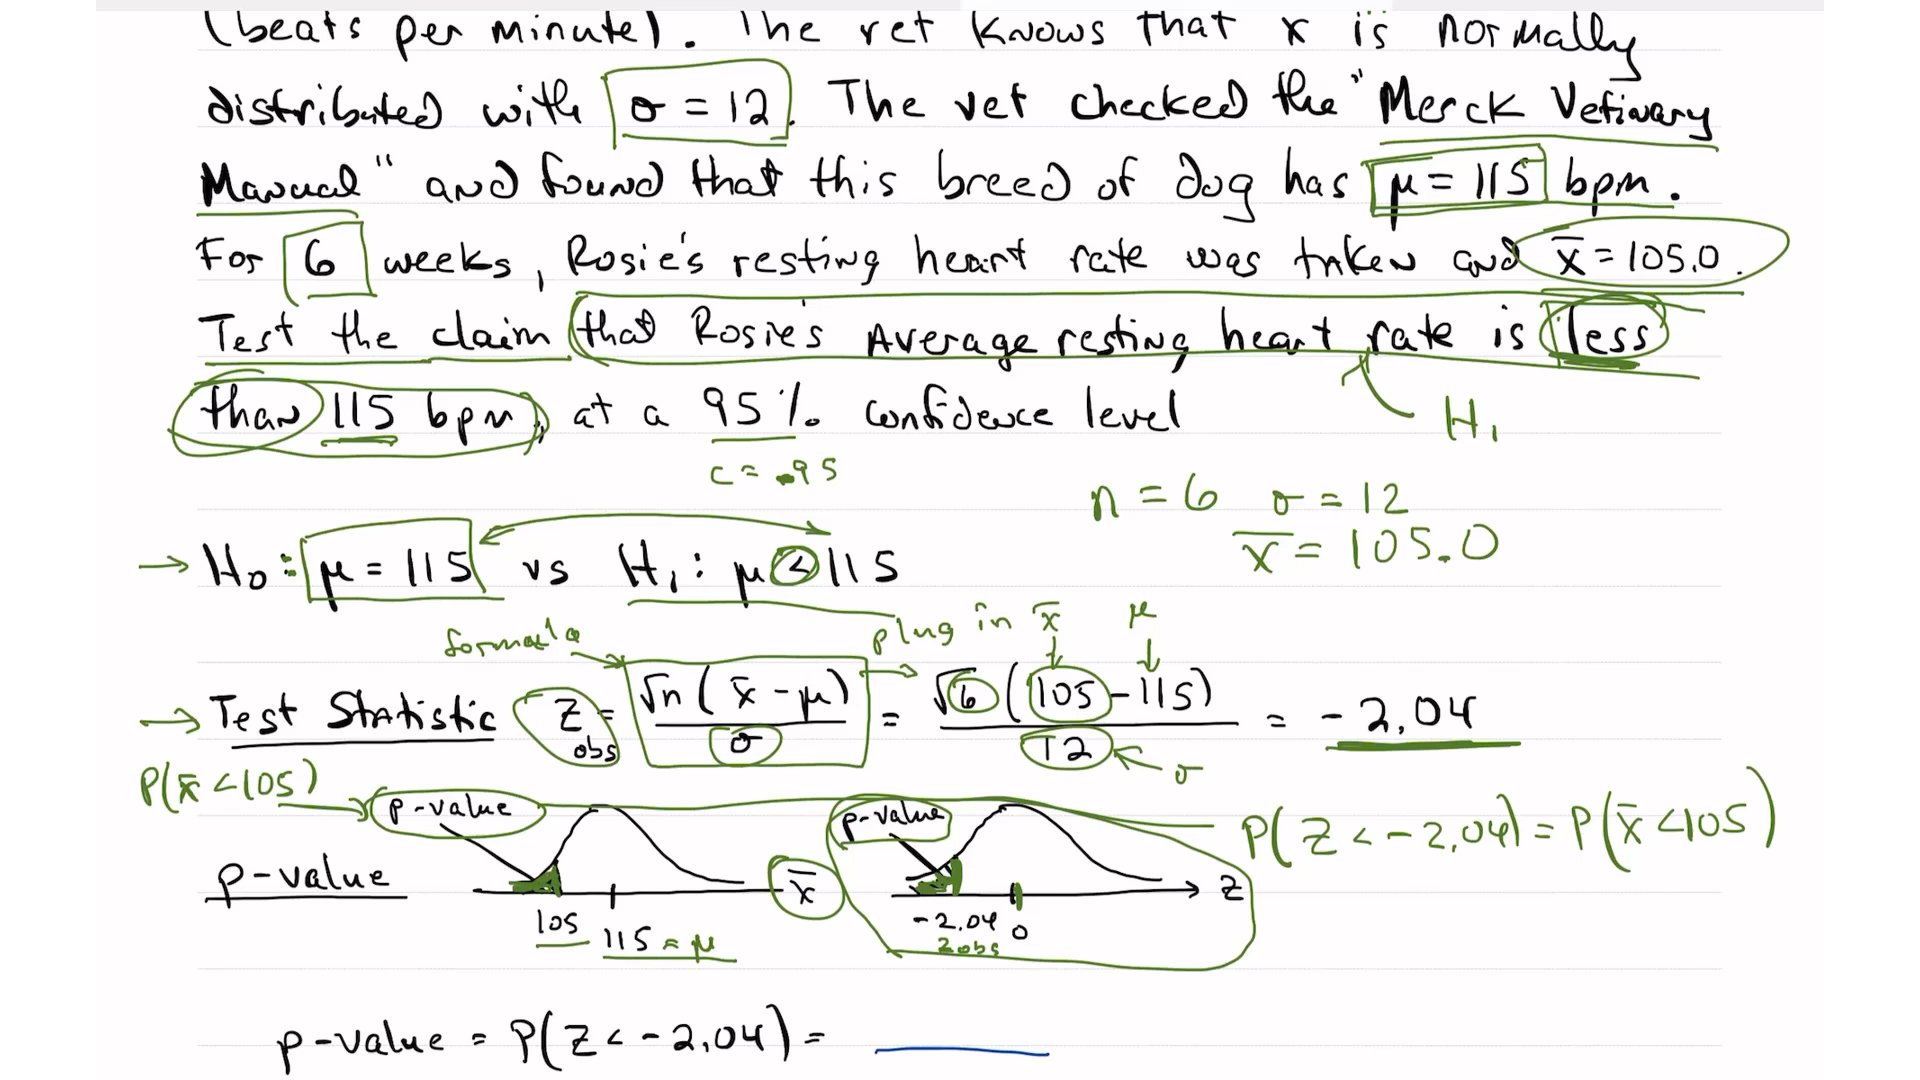 (beats per minute). The vet knows that x is normally
distributed with σ = 12. The vet checked the "Merck Vetinary
Manual" and found that this breed of dog has μ = 115 bpm.
For 6 weeks, Rosie's resting heart rate was taken and x̄ = 105.0.
Test the claim that Rosie's Average resting heart rate is less
than 115 bpm, at a 95% confidence level
H₁
c = .95
n = 6 σ = 12
x̄ = 105.0
→ H₀: μ = 115 vs H₁: μ < 115
formula plug in x̄ μ
→ Test Statistic Z obs = √n ( x̄ - μ) / σ = √6 (105 - 115) / 12 = -2.04
σ
P(x̄ < 105) p-value p-value P(Z < -2.04) = P(x̄ < 105)
p-value x̄ Z
105 115 = μ -2.04 0
Zobs
p-value = P(Z < -2.04) =